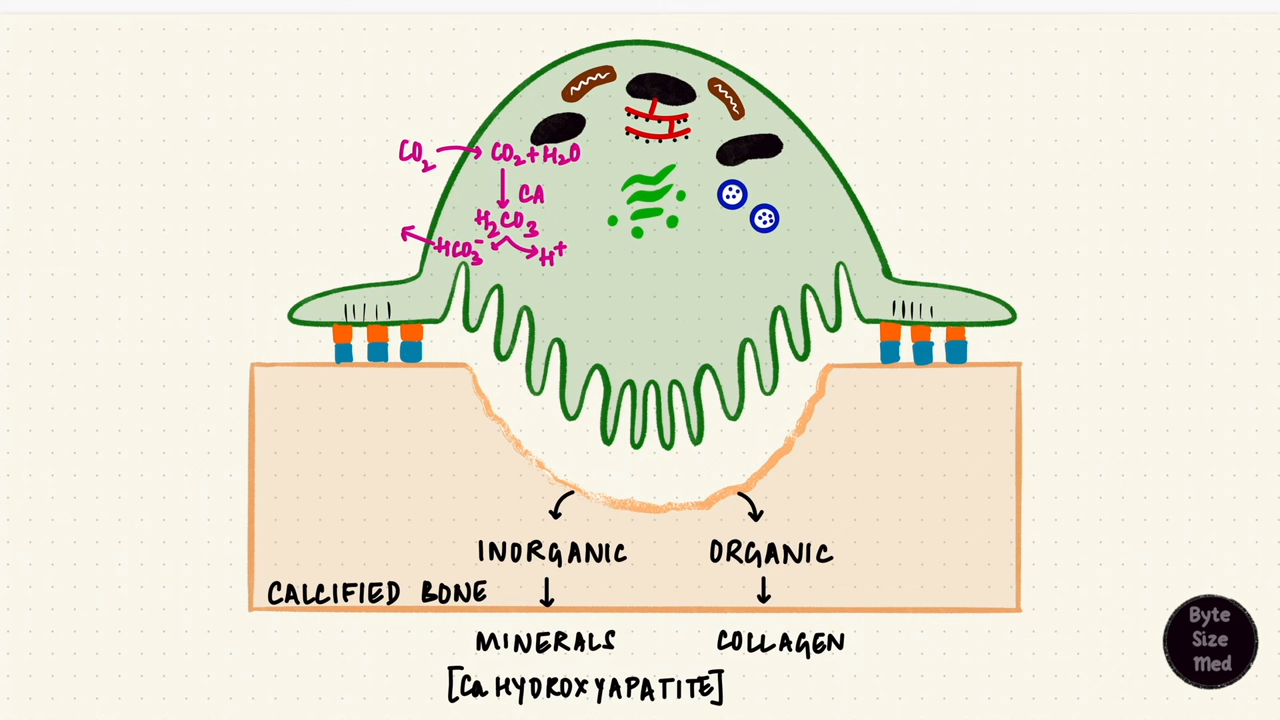 CO2 → CO2 + H2O
↓ CA
H2CO3
HCO3- H+
INORGANIC ORGANIC
CALCIFIED BONE
MINERALS COLLAGEN
[Ca HYDROXYAPATITE]
Byte
Size
Med